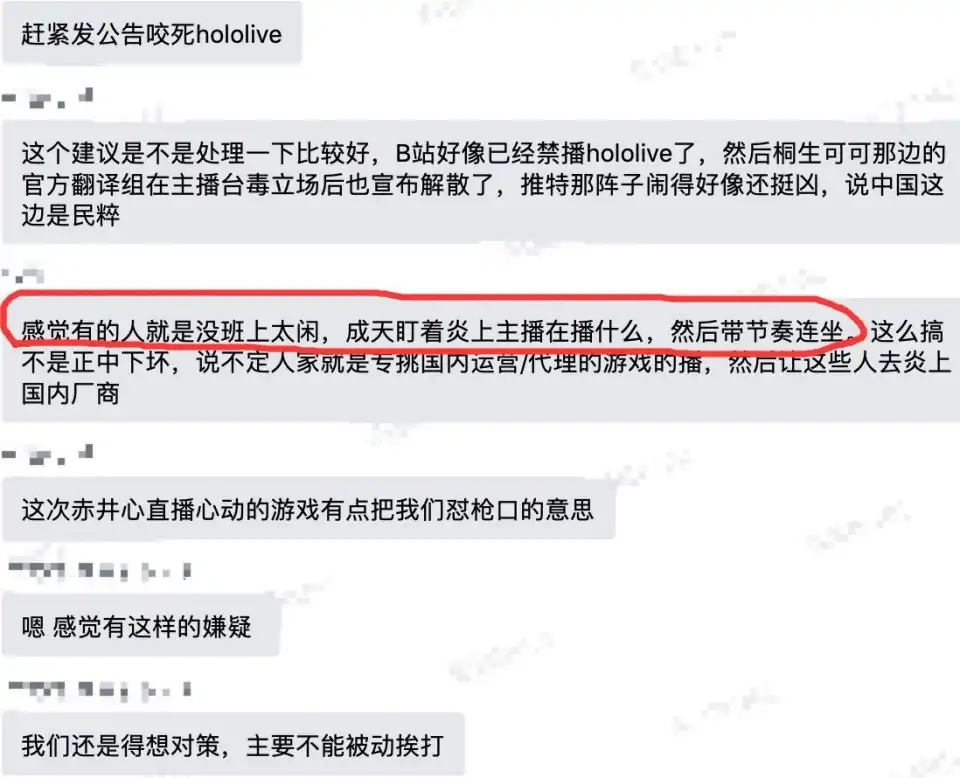 赶紧发公告咬死hololive
这个建议是不是处理一下比较好，B站好像已经禁播hololive了，然后桐生可可那边的
官方翻译组在主播台毒立场后也宣布解散了，推特那阵子闹得好像还挺凶，说中国这
边是民粹
感觉有的人就是没班上太闲，成天盯着炎上主播在播什么，然后带节奏连坐。这么搞
不是正中下坏，说不定人家就是专挑国内运营/代理的游戏的播，然后让这些人去炎上
国内厂商
这次赤井心直播心动的游戏有点把我们怼枪口的意思
嗯 感觉有这样的嫌疑
我们还是得想对策，主要不能被动挨打